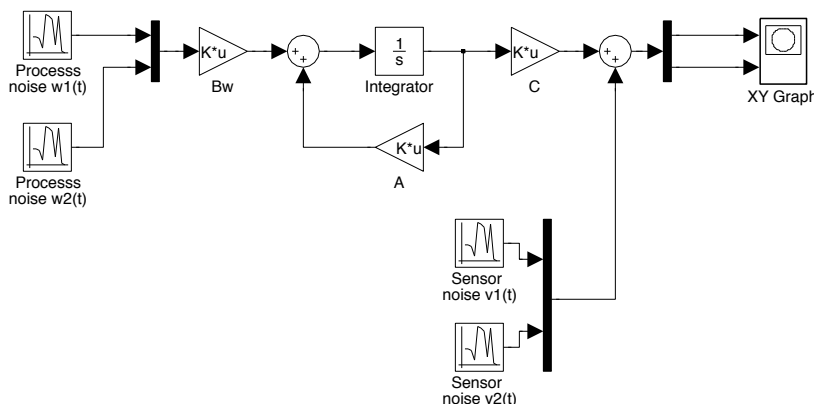 Processs
noise w1(t)
K*u
Bw
+
+
1
s
Integrator
K*u
C
+
+
XY Graph
K*u
A
Processs
noise w2(t)
Sensor
noise v1(t)
Sensor
noise v2(t)